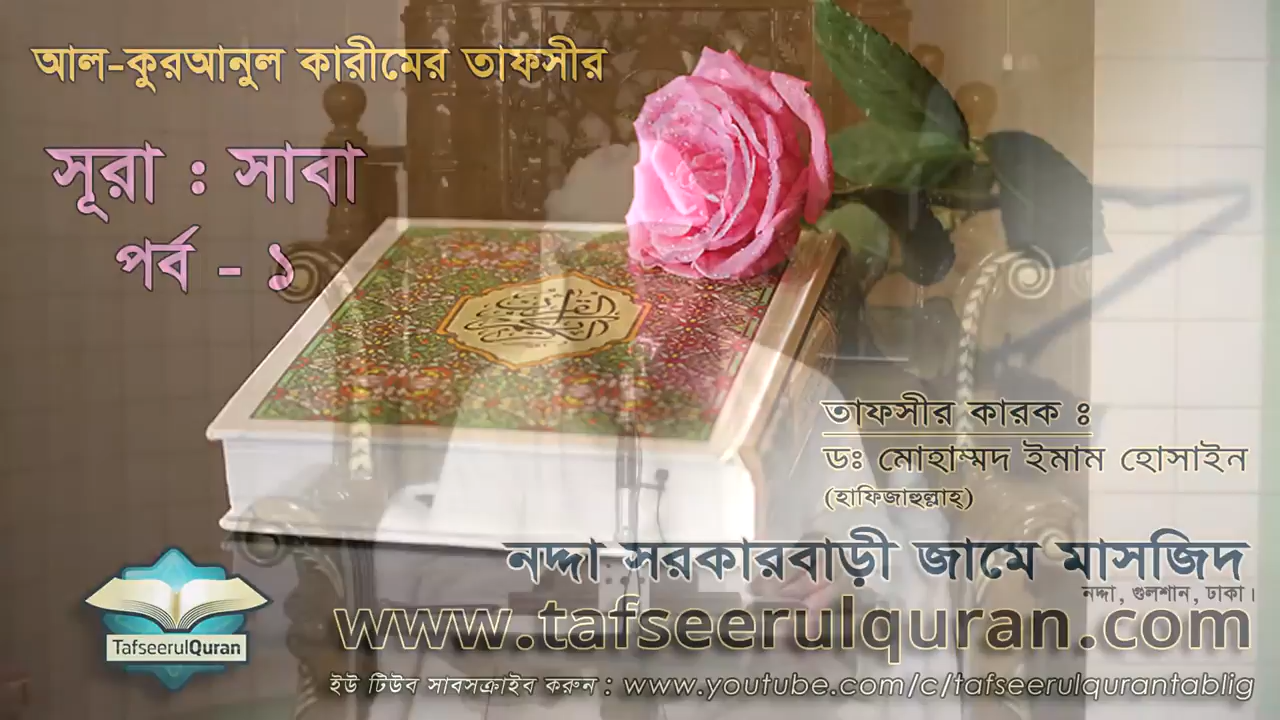 আল-কুরআনুল কারীমের তাফসীর
সূরা : সাবা
পর্ব - ১
তাফসীর কারক ঃ
ডঃ মোহাম্মদ ইমাম হোসাইন
(হাফিজাহুল্লাহ্)
নদ্দা সরকারবাড়ী জামে মাসজিদ
নদ্দা, গুলশান, ঢাকা।
www.tafseerulquran.com
TafseerulQuran
ইউ টিউব সাবসক্রাইব করুন : www.youtube.com/c/tafseerulqurantablig